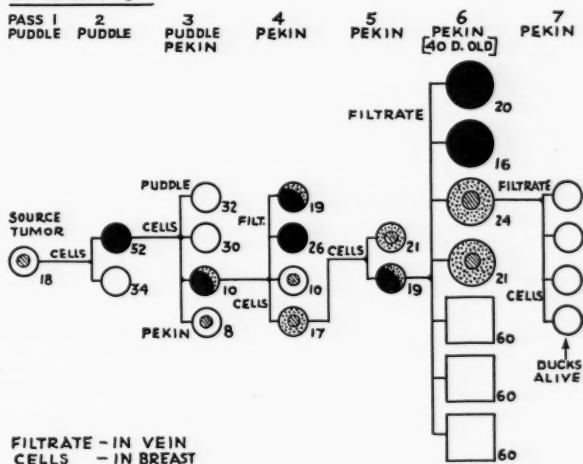 PASS 1 2 3 4 5 6 7
PUDDLE PUDDLE PUDDLE PEKIN PEKIN PEKIN PEKIN
PEKIN [40 D. OLD]
FILTRATE
20
16
PUDDLE 32 19 FILTRATE
SOURCE
TUMOR
18
CELLS
52
34
CELLS
30
10
PEKIN 8
FILT.
26
10
CELLS
17
CELLS
21
19
24
21
60
60
60
CELLS
DUCKS
ALIVE
FILTRATE - IN VEIN
CELLS - IN BREAST